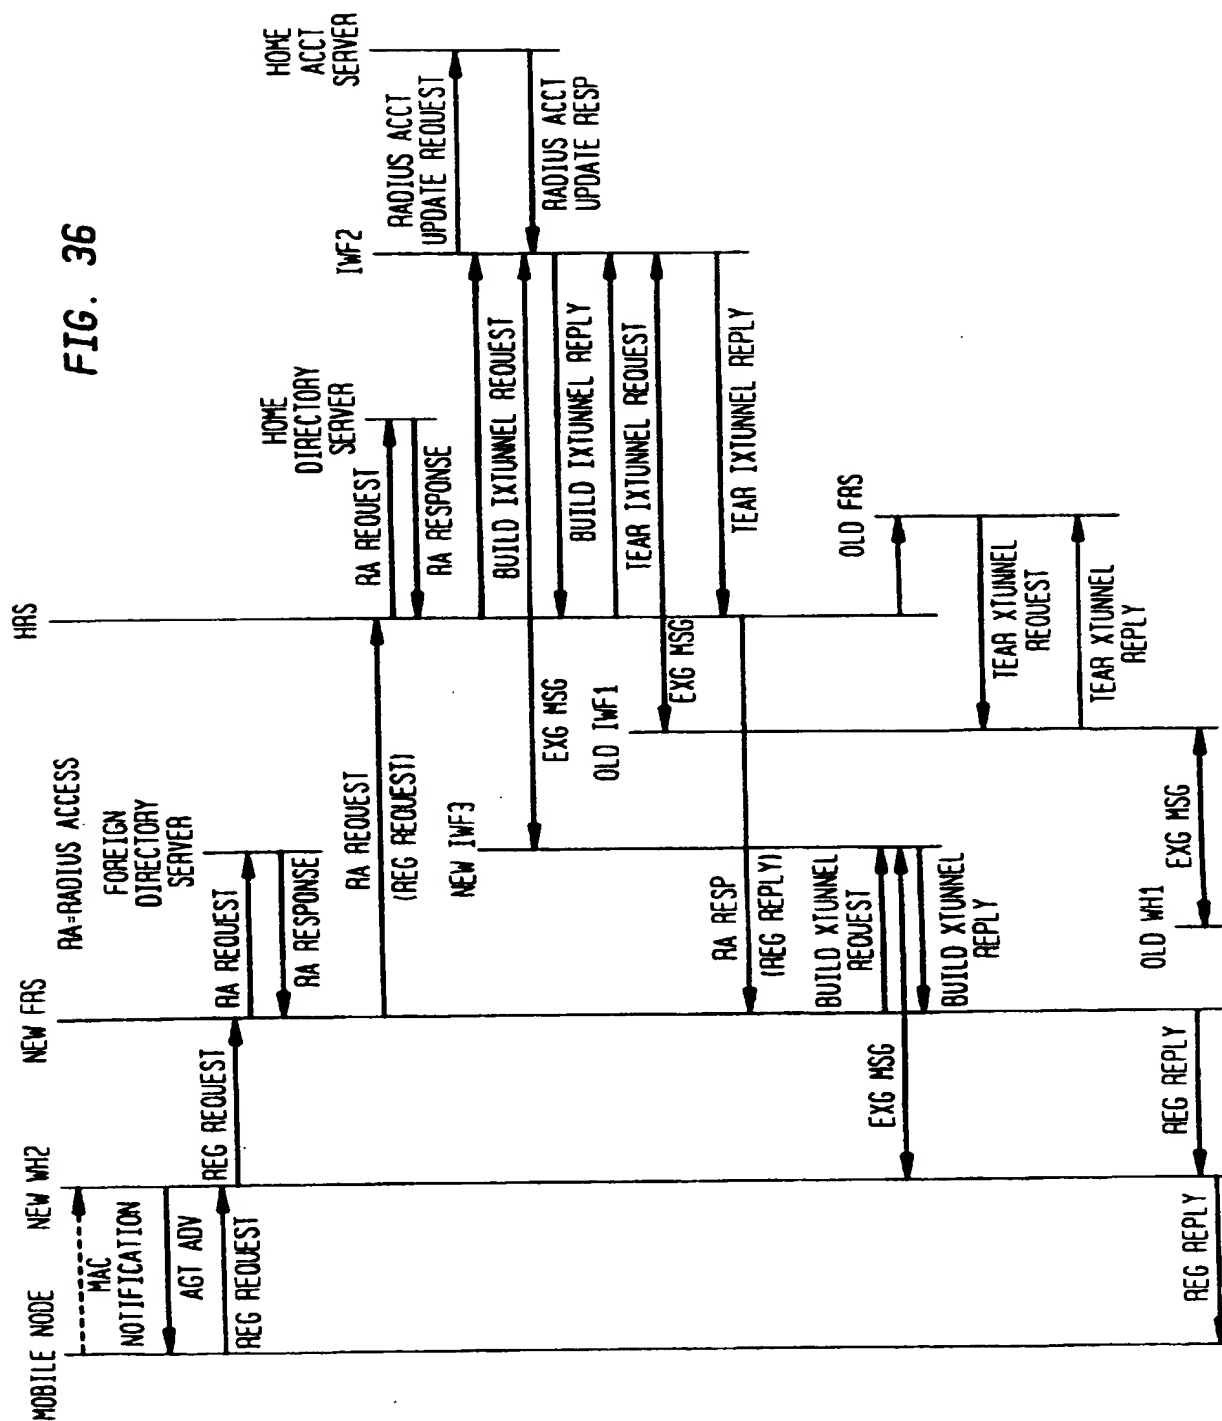 FIG. 36
MOBILE NODE
NEW WH2
NEW FRS
HRS
RA=RADIUS ACCESS
FOREIGN
DIRECTORY
SERVER
HOME
DIRECTORY
SERVER
IWF2
HOME
ACCT
SERVER
MAC
NOTIFICATION
AGT ADV
REG REQUEST
REG REQUEST
RA REQUEST
RA RESPONSE
RA REQUEST
(REG REQUEST)
RA REQUEST
RA RESPONSE
RADIUS ACCT
UPDATE REQUEST
RADIUS ACCT
UPDATE RESP
BUILD IXTUNNEL REQUEST
NEW IWF3
EXG MSG
BUILD IXTUNNEL REPLY
TEAR IXTUNNEL REQUEST
OLD IWF1
EXG MSG
TEAR IXTUNNEL REPLY
RA RESP
(REG REPLY)
BUILD XTUNNEL
REQUEST
EXG MSG
BUILD XTUNNEL
REPLY
OLD FRS
TEAR XTUNNEL
REQUEST
TEAR XTUNNEL
REPLY
OLD WH1
EXG MSG
REG REPLY
REG REPLY